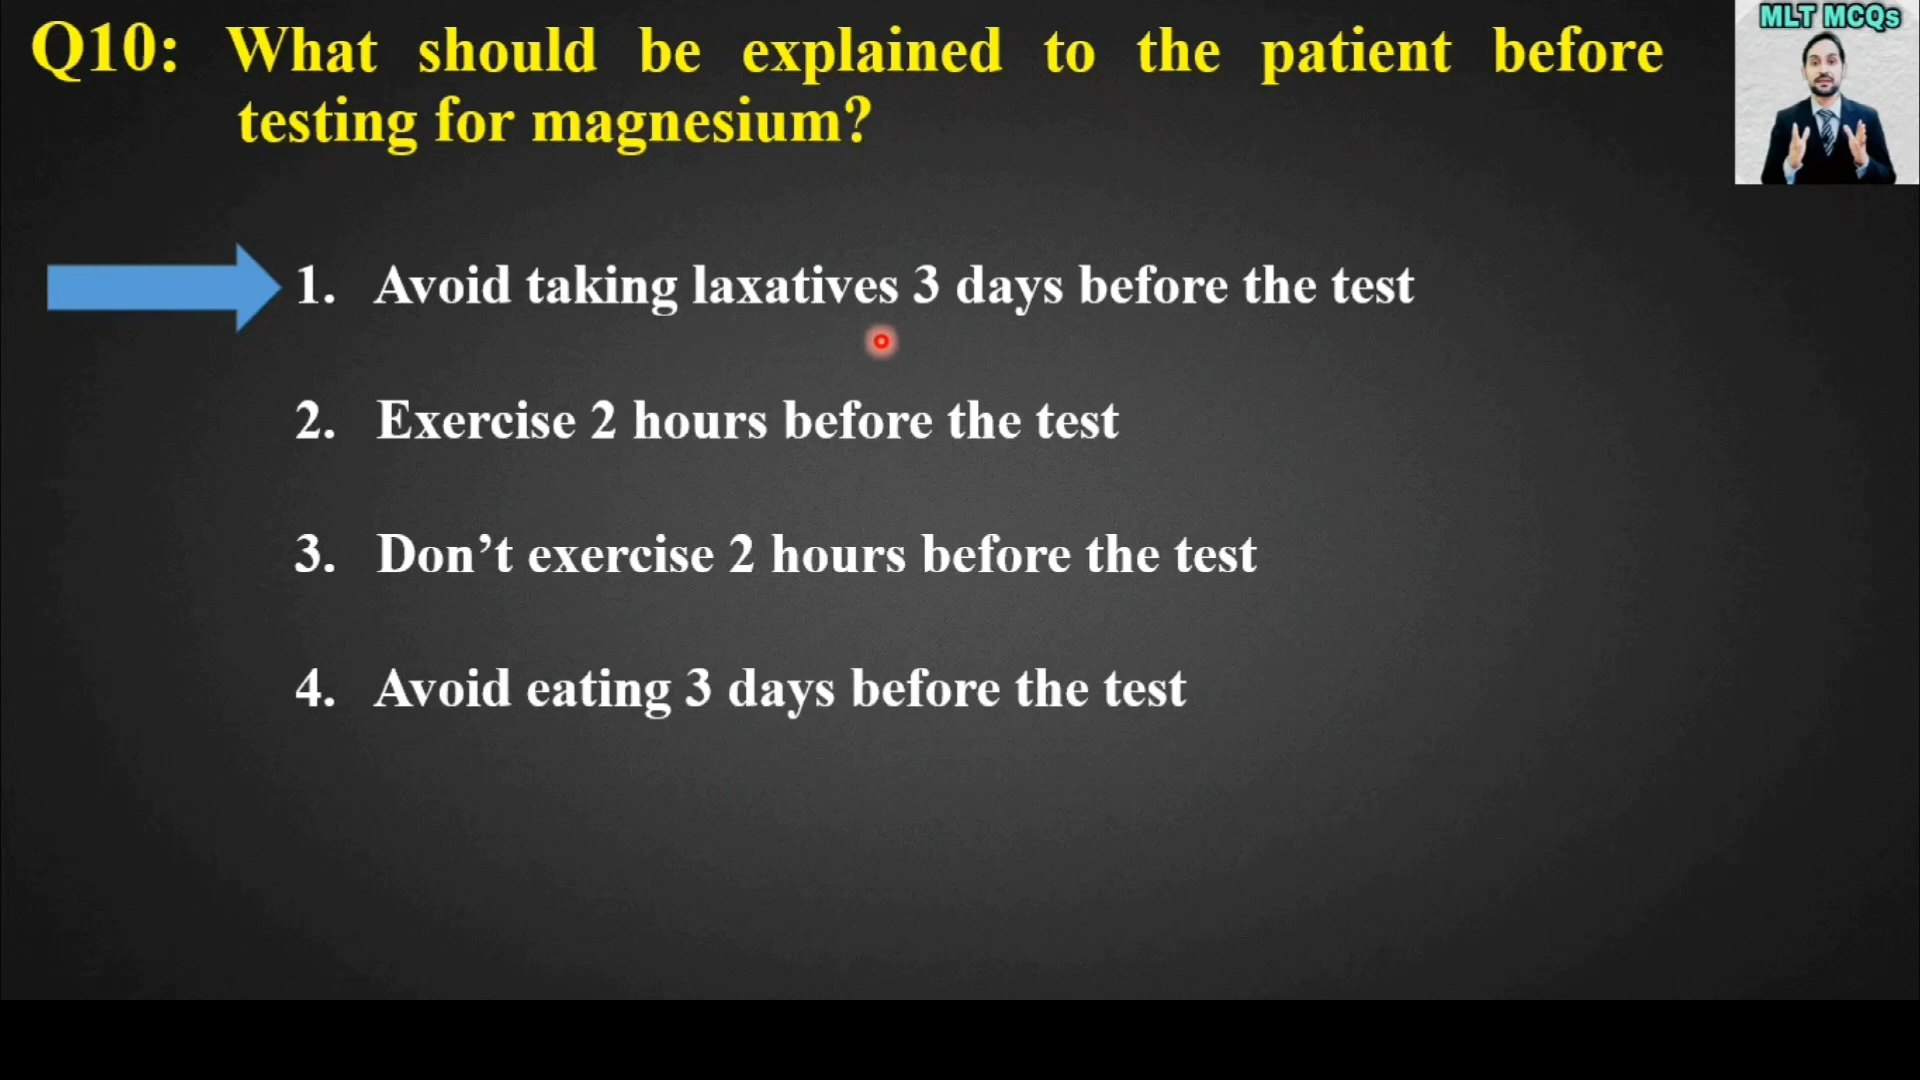 MLT MCQs
Q10: What should be explained to the patient before
testing for magnesium?
1. Avoid taking laxatives 3 days before the test
2. Exercise 2 hours before the test
3. Don’t exercise 2 hours before the test
4. Avoid eating 3 days before the test